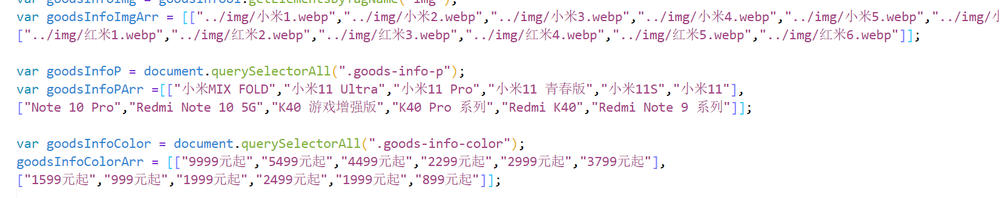 var goodsInfoImg = goodsInfoUl.getElementsByTagName("img");
var goodsInfoImgArr = [["../img/小米1.webp","../img/小米2.webp","../img/小米3.webp","../img/小米4.webp","../img/小米5.webp","../img/小
["../img/红米1.webp","../img/红米2.webp","../img/红米3.webp","../img/红米4.webp","../img/红米5.webp","../img/红米6.webp"]];
var goodsInfoP = document.querySelectorAll(".goods-info-p");
var goodsInfoPArr =[["小米MIX FOLD","小米11 Ultra","小米11 Pro","小米11 青春版","小米11S","小米11"],
["Note 10 Pro","Redmi Note 10 5G","K40 游戏增强版","K40 Pro 系列","Redmi K40","Redmi Note 9 系列"]];
var goodsInfoColor = document.querySelectorAll(".goods-info-color");
goodsInfoColorArr = [["9999元起","5499元起","4499元起","2299元起","2999元起","3799元起"],
["1599元起","999元起","1999元起","2499元起","1999元起","899元起"]];